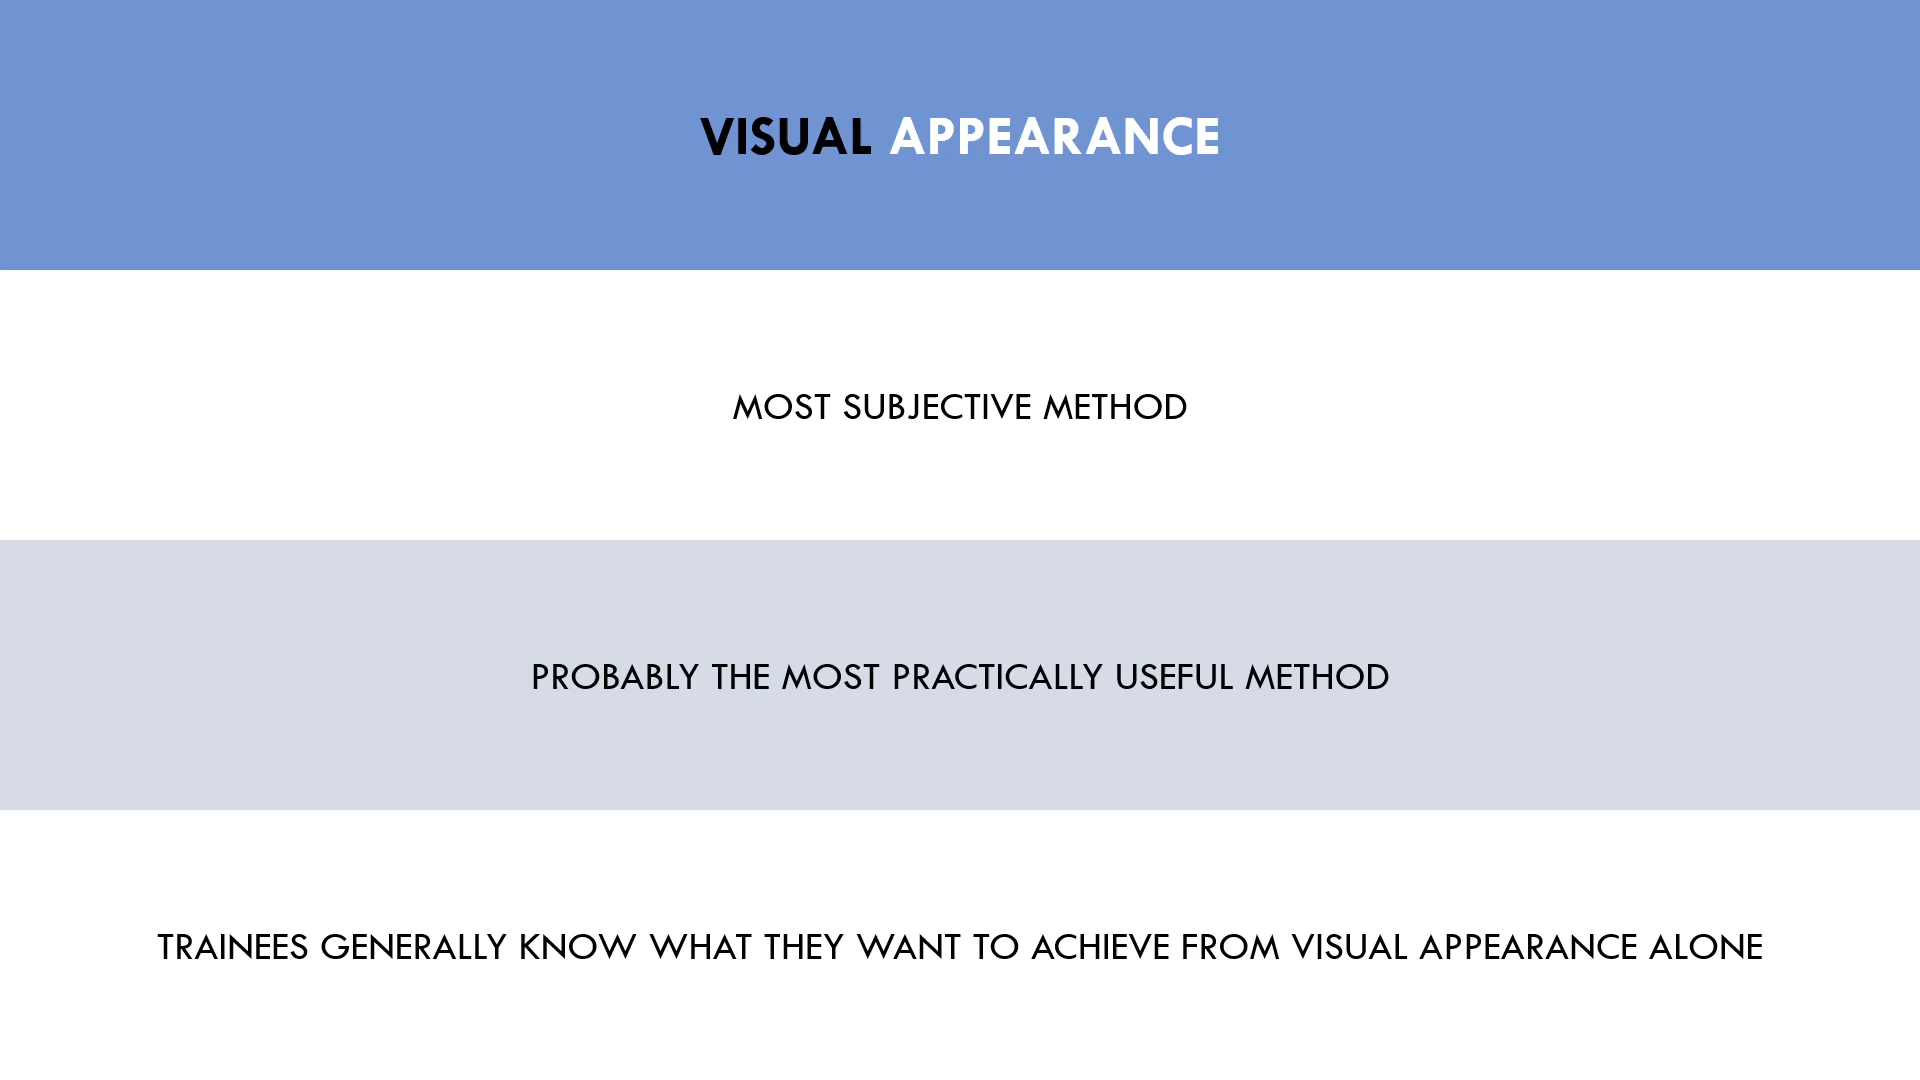 VISUAL APPEARANCE
MOST SUBJECTIVE METHOD
PROBABLY THE MOST PRACTICALLY USEFUL METHOD
TRAINEES GENERALLY KNOW WHAT THEY WANT TO ACHIEVE FROM VISUAL APPEARANCE ALONE